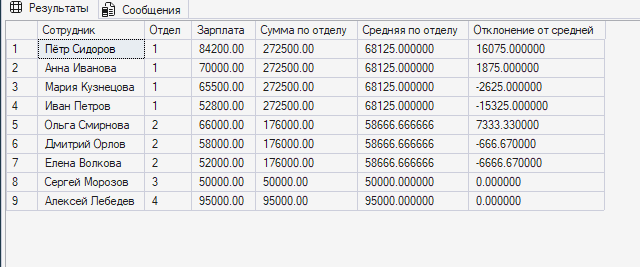 Результаты Сообщения
Сотрудник Отдел Зарплата Сумма по отделу Средняя по отделу Отклонение от средней
1 Пётр Сидоров 1 84200.00 272500.00 68125.000000 16075.000000
2 Анна Иванова 1 70000.00 272500.00 68125.000000 1875.000000
3 Мария Кузнецова 1 65500.00 272500.00 68125.000000 -2625.000000
4 Иван Петров 1 52800.00 272500.00 68125.000000 -15325.000000
5 Ольга Смирнова 2 66000.00 176000.00 58666.666666 7333.330000
6 Дмитрий Орлов 2 58000.00 176000.00 58666.666666 -666.670000
7 Елена Волкова 2 52000.00 176000.00 58666.666666 -6666.670000
8 Сергей Морозов 3 50000.00 50000.00 50000.000000 0.000000
9 Алексей Лебедев 4 95000.00 95000.00 95000.000000 0.000000